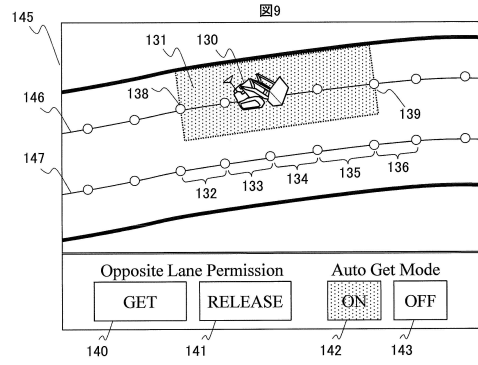 図9
145
131
130
138
139
146
147
132
133
134
135
136
Opposite Lane Permission
Auto Get Mode
GET
RELEASE
ON
OFF
140
141
142
143